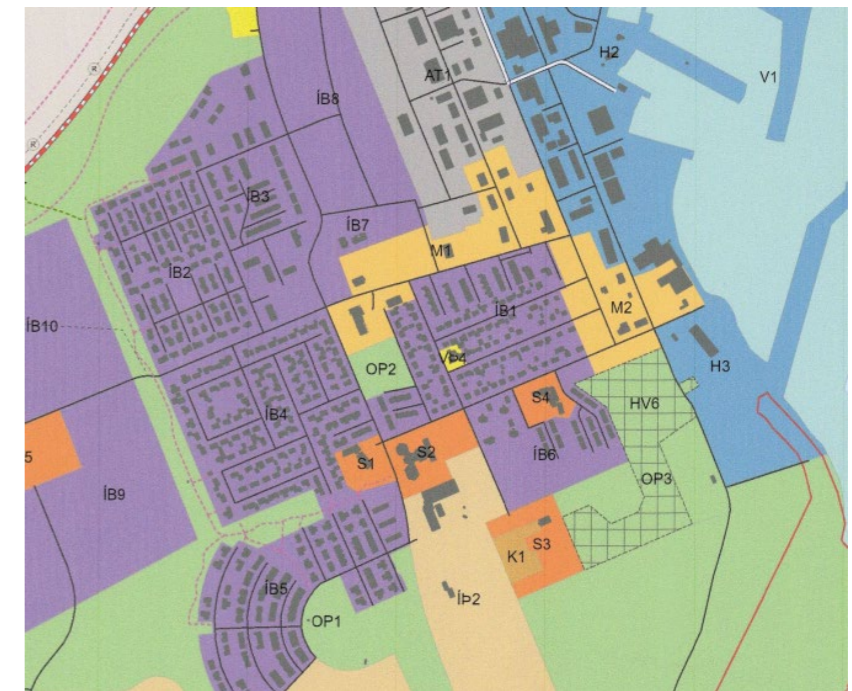 H2
AT1
V1
ÍB8
R
R
ÍB3
ÍB7
M1
ÍB2
ÍB1
M2
ÍB10
VÞ4
H3
OP2
S4
HV6
ÍB4
S2
ÍB6
5
S1
OP3
ÍB9
S3
K1
ÍB5
ÍÞ2
OP1